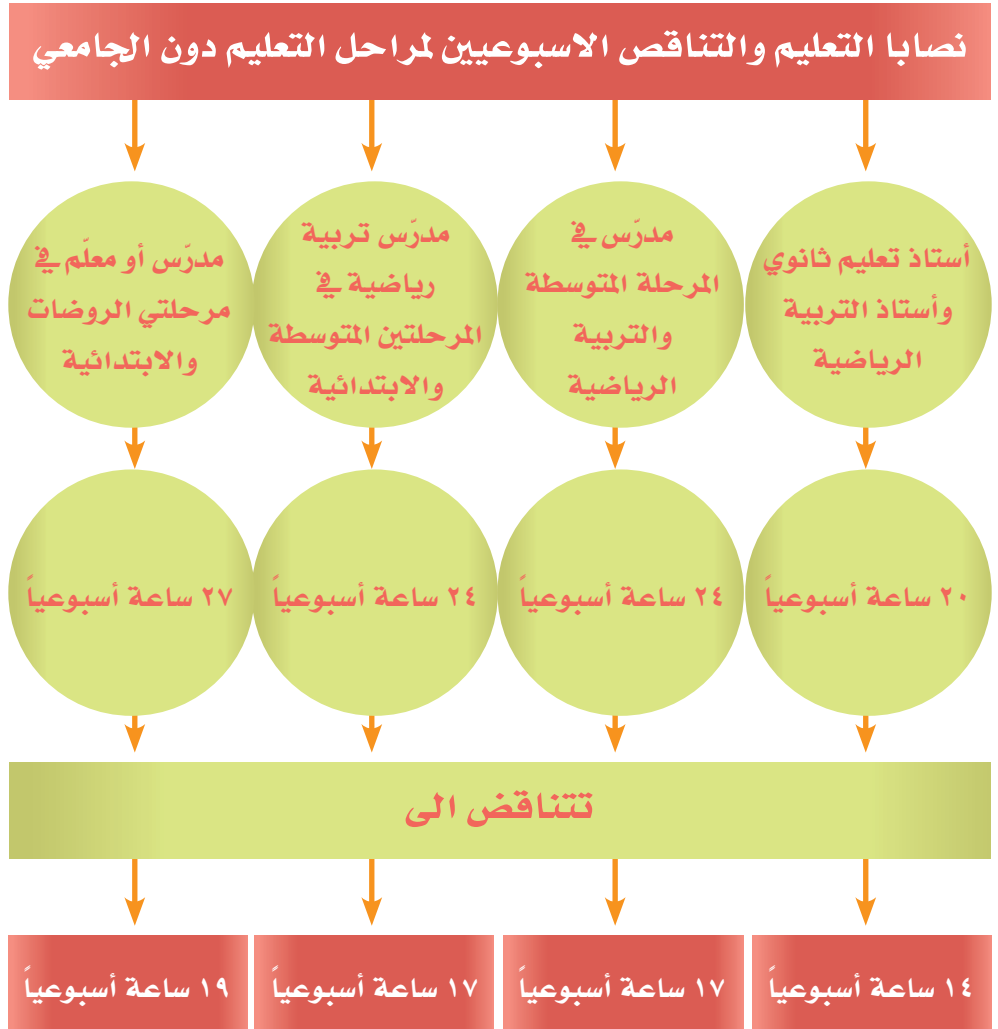 نصابا التعليم والتناقص الاسبوعيين لمراحل التعليم دون الجامعي
أستاذ تعليم ثانوي
وأستاذ التربية
الرياضية
مدرّس في
المرحلة المتوسطة
والتربية
الرياضية
مدرّس تربية
رياضية في
المرحلتين المتوسطة
والابتدائية
مدرّس أو معلّم في
مرحلتي الروضات
والابتدائية
٢٠ ساعة أسبوعياً
٢٤ ساعة أسبوعياً
٢٤ ساعة أسبوعياً
٢٧ ساعة أسبوعياً
تتناقض الى
١٤ ساعة أسبوعياً
١٧ ساعة أسبوعياً
١٧ ساعة أسبوعياً
١٩ ساعة أسبوعياً